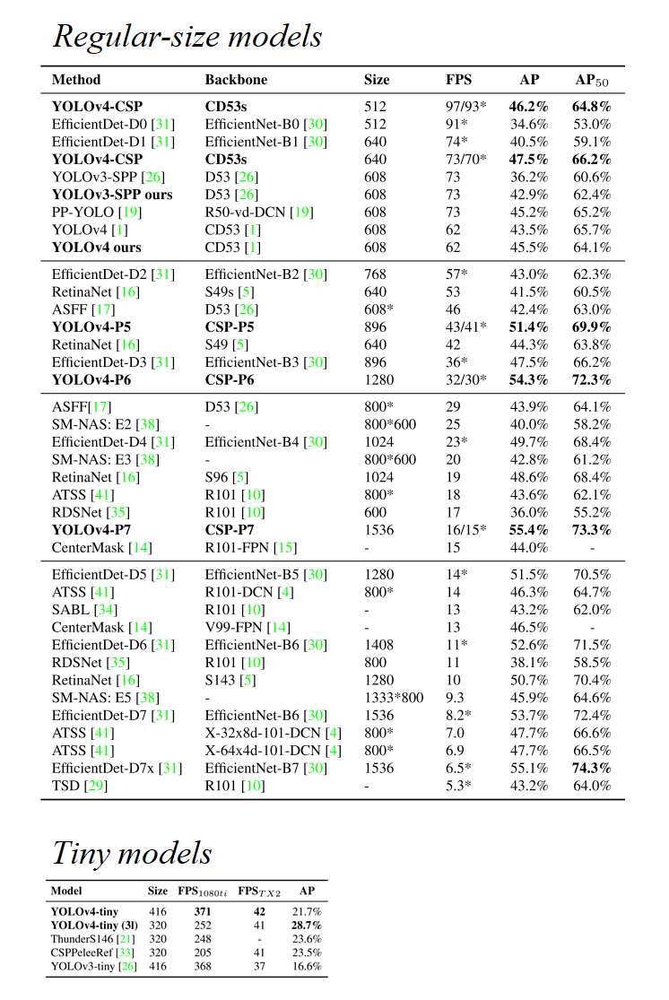 Regular-size models
Method Backbone Size FPS AP AP50
YOLOv4-CSP CD53s 512 97/93* 46.2% 64.8%
EfficientDet-D0 [31] EfficientNet-B0 [30] 512 91* 34.6% 53.0%
EfficientDet-D1 [31] EfficientNet-B1 [30] 640 74* 40.5% 59.1%
YOLOv4-CSP CD53s 640 73/70* 47.5% 66.2%
YOLOv3-SPP [26] D53 [26] 608 73 36.2% 60.6%
YOLOv3-SPP ours D53 [26] 608 73 42.9% 62.4%
PP-YOLO [19] R50-vd-DCN [19] 608 73 45.2% 65.2%
YOLOv4 [1] CD53 [1] 608 62 43.5% 65.7%
YOLOv4 ours CD53 [1] 608 62 45.5% 64.1%
EfficientDet-D2 [31] EfficientNet-B2 [30] 768 57* 43.0% 62.3%
RetinaNet [16] S49s [5] 640 53 41.5% 60.5%
ASFF [17] D53 [26] 608* 46 42.4% 63.0%
YOLOv4-P5 CSP-P5 896 43/41* 51.4% 69.9%
RetinaNet [16] S49 [5] 640 42 44.3% 63.8%
EfficientDet-D3 [31] EfficientNet-B3 [30] 896 36* 47.5% 66.2%
YOLOv4-P6 CSP-P6 1280 32/30* 54.3% 72.3%
ASFF[17] D53 [26] 800* 29 43.9% 64.1%
SM-NAS: E2 [38] - 800*600 25 40.0% 58.2%
EfficientDet-D4 [31] EfficientNet-B4 [30] 1024 23* 49.7% 68.4%
SM-NAS: E3 [38] - 800*600 20 42.8% 61.2%
RetinaNet [16] S96 [5] 1024 19 48.6% 68.4%
ATSS [41] R101 [10] 800* 18 43.6% 62.1%
RDSNet [35] R101 [10] 600 17 36.0% 55.2%
YOLOv4-P7 CSP-P7 1536 16/15* 55.4% 73.3%
CenterMask [14] R101-FPN [15] - 15 44.0% -
EfficientDet-D5 [31] EfficientNet-B5 [30] 1280 14* 51.5% 70.5%
ATSS [41] R101-DCN [4] 800* 14 46.3% 64.7%
SABL [34] R101 [10] - 13 43.2% 62.0%
CenterMask [14] V99-FPN [14] - 13 46.5% -
EfficientDet-D6 [31] EfficientNet-B6 [30] 1408 11* 52.6% 71.5%
RDSNet [35] R101 [10] 800 11 38.1% 58.5%
RetinaNet [16] S143 [5] 1280 10 50.7% 70.4%
SM-NAS: E5 [38] - 1333*800 9.3 45.9% 64.6%
EfficientDet-D7 [31] EfficientNet-B6 [30] 1536 8.2* 53.7% 72.4%
ATSS [41] X-32x8d-101-DCN [4] 800* 7.0 47.7% 66.6%
ATSS [41] X-64x4d-101-DCN [4] 800* 6.9 47.7% 66.5%
EfficientDet-D7x [31] EfficientNet-B7 [30] 1536 6.5* 55.1% 74.3%
TSD [29] R101 [10] - 5.3* 43.2% 64.0%
Tiny models
Model Size FPS1080ti FPSTX2 AP
YOLOv4-tiny 416 371 42 21.7%
YOLOv4-tiny (3l) 320 252 41 28.7%
ThunderS146 [21] 320 248 - 23.6%
CSPPeleeRef [33] 320 205 41 23.5%
YOLOv3-tiny [26] 416 368 37 16.6%